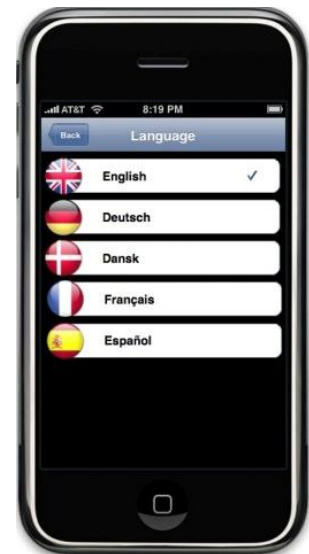 AT&T 8:19 PM
Back Language
English ✓
Deutsch
Dansk
Français
Español